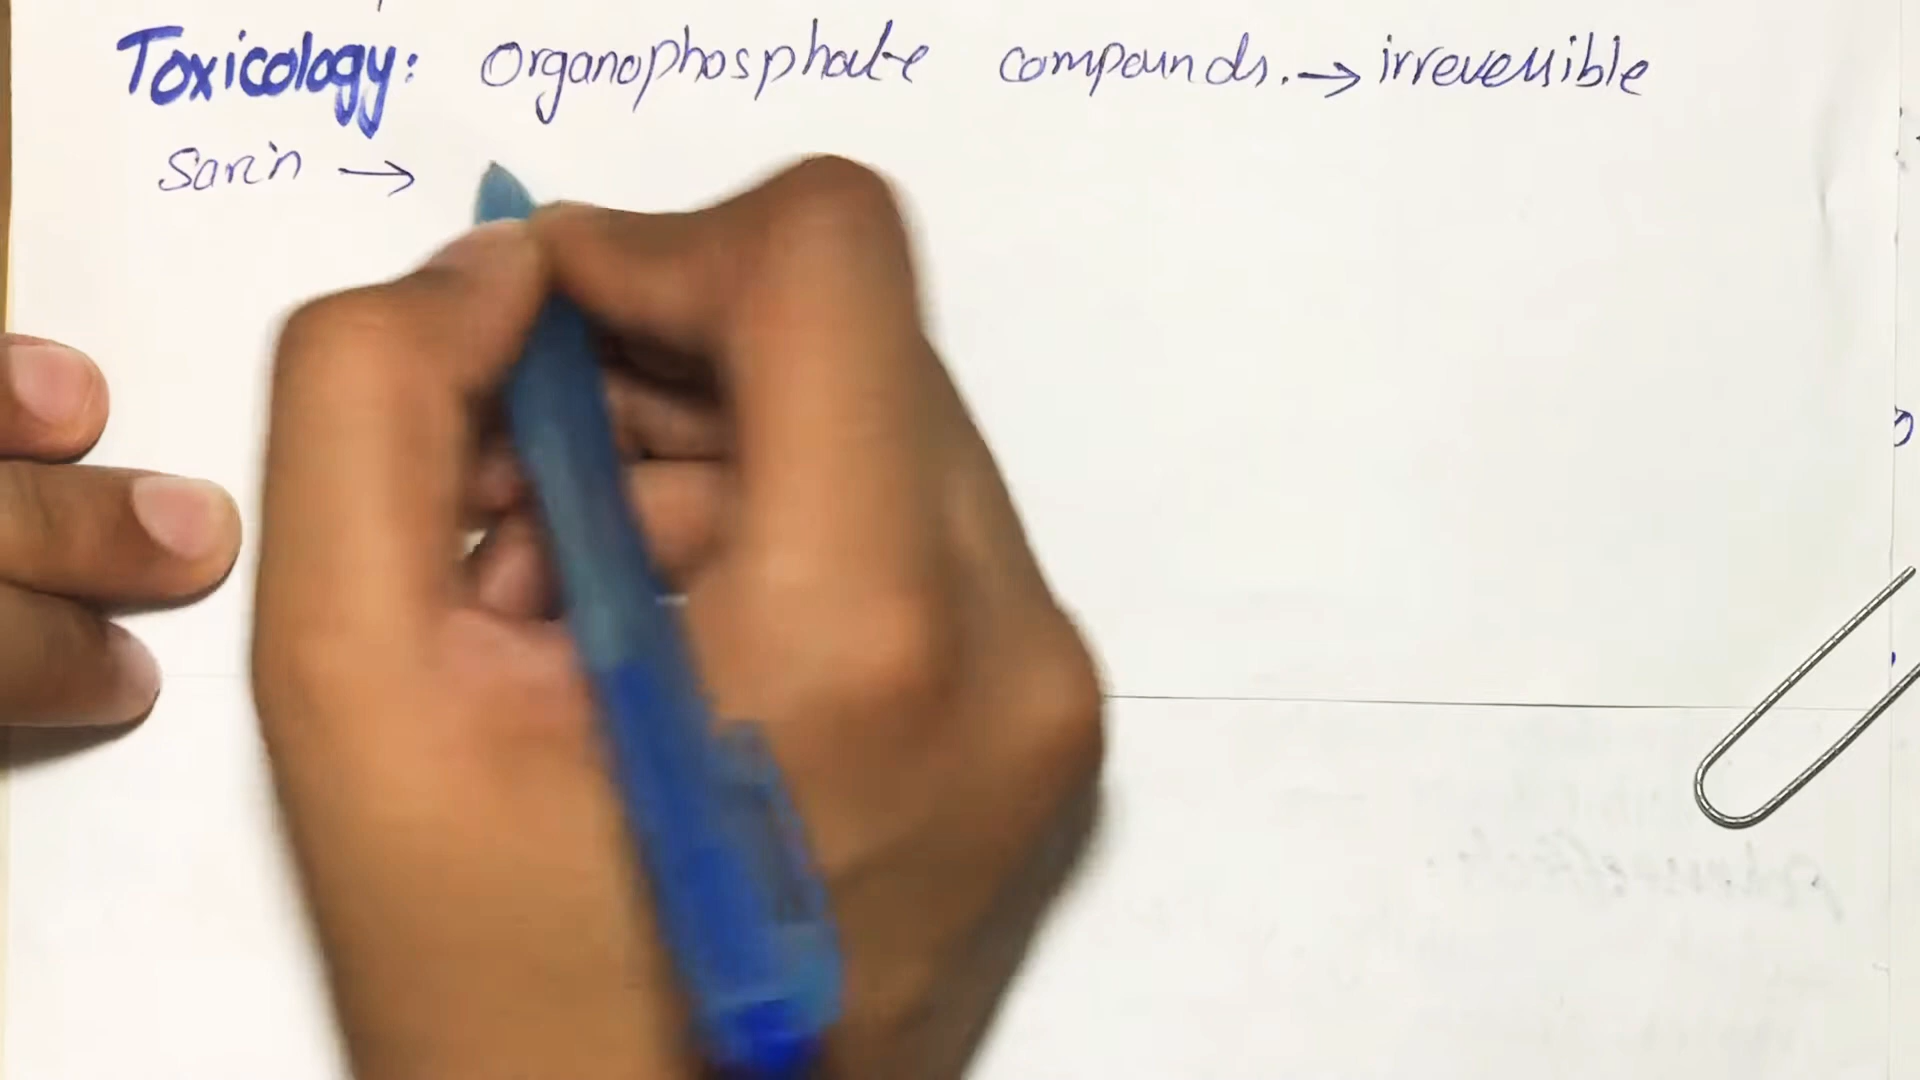 Toxicology: Organophosphate compounds. → irreversible
Sarin →